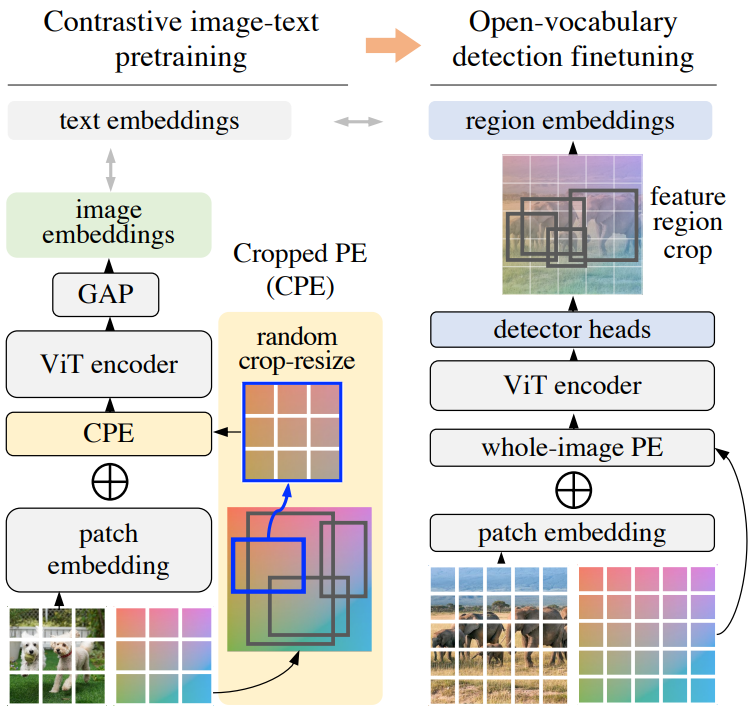 Contrastive image-text
pretraining
text embeddings
image
embeddings
GAP
ViT encoder
CPE
patch
embedding
Cropped PE
(CPE)
random
crop-resize
Open-vocabulary
detection finetuning
region embeddings
feature
region
crop
detector heads
ViT encoder
whole-image PE
patch embedding